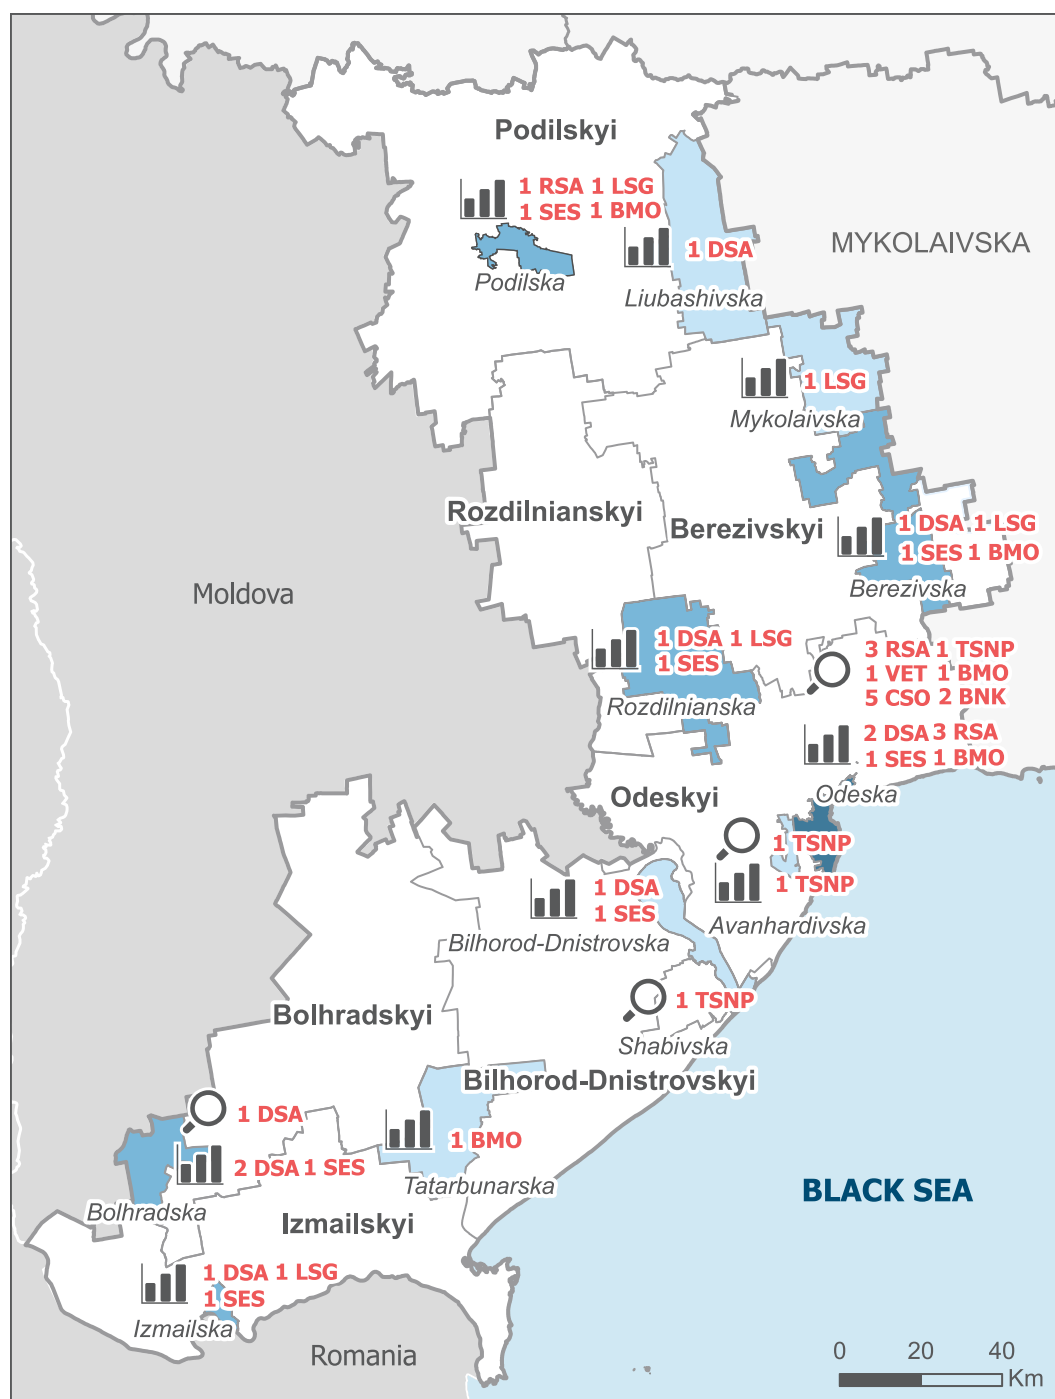 Podilskyi
1 RSA 1 LSG
1 SES 1 BMO
Podilska
1 DSA
Liubashivska
MYKOLAIVSKA
1 LSG
Mykolaivska
Rozdilnianskyi
Berezivskyi
1 DSA 1 LSG
1 SES 1 BMO
Berezivska
Moldova
1 DSA 1 LSG
1 SES
Rozdilnianska
3 RSA 1 TSNP
1 VET 1 BMO
5 CSO 2 BNK
2 DSA 3 RSA
1 SES 1 BMO
Odeska
Odeskyi
1 TSNP
1 TSNP
Avanhardivska
1 DSA
1 SES
Bilhorod-Dnistrovska
1 TSNP
Shabivska
Bolhradskyi
Bilhorod-Dnistrovskyi
1 DSA
2 DSA 1 SES
Bolhradska
1 BMO
Tatarbunarska
BLACK SEA
Izmailskyi
1 DSA 1 LSG
1 SES
Izmailska
Romania
0 20 40
Km